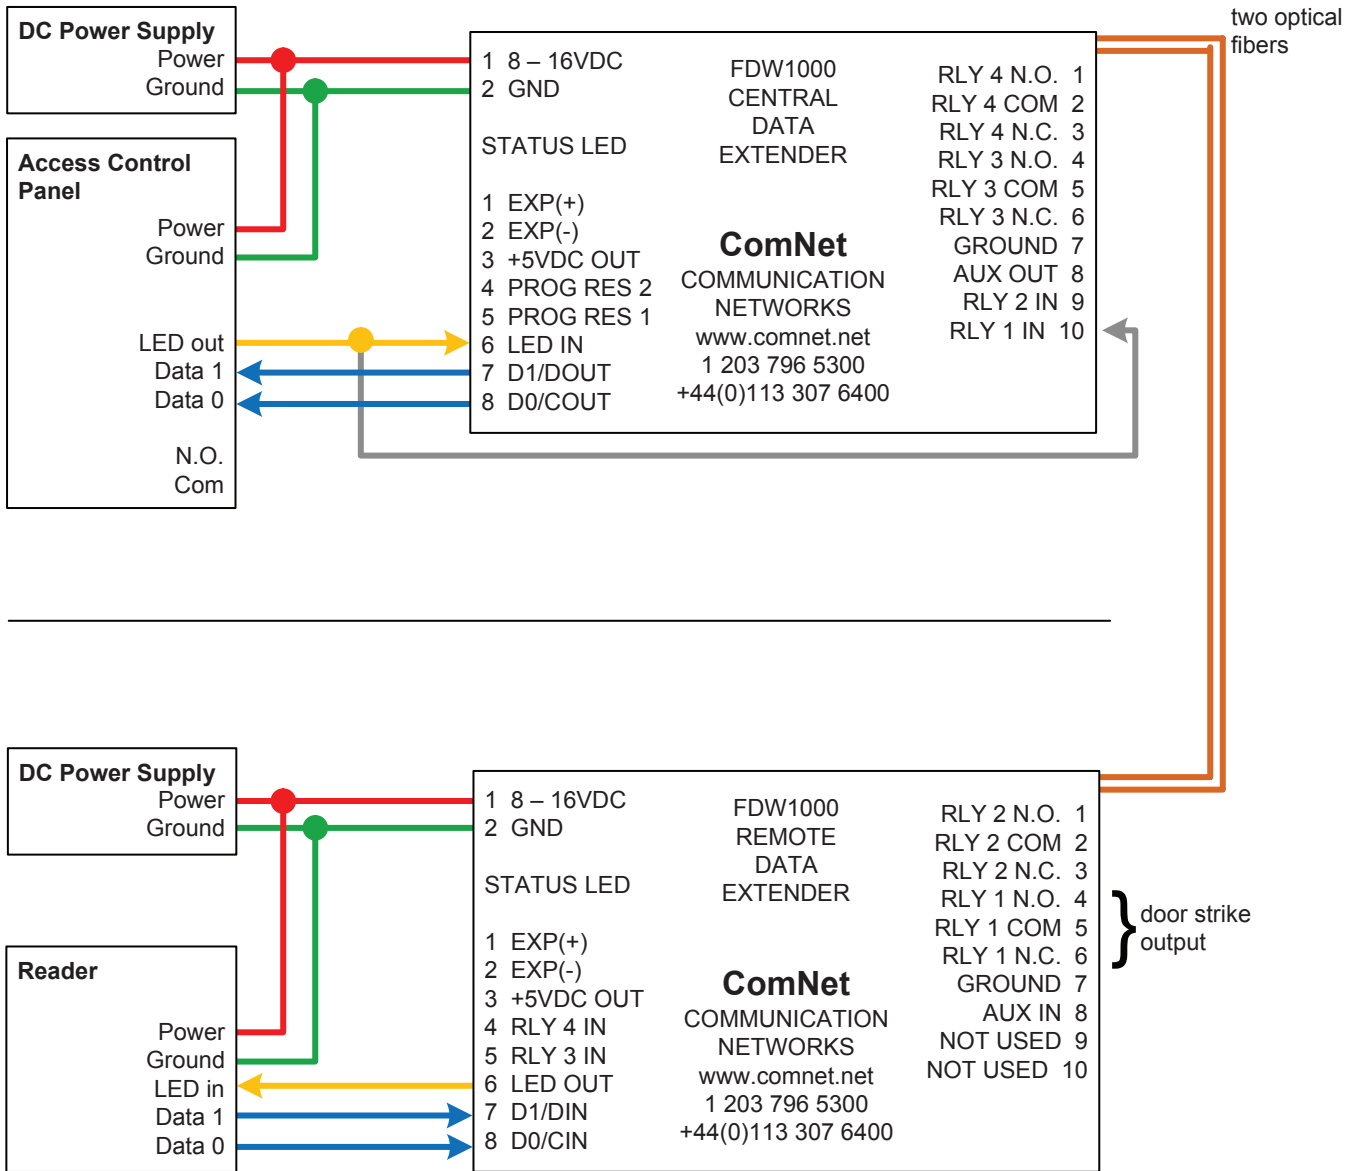 two optical
fibers
DC Power Supply
Power
Ground
Access Control
Panel
Power
Ground
LED out
Data 1
Data 0
N.O.
Com
1 8 – 16VDC
2 GND
STATUS LED
1 EXP(+)
2 EXP(-)
3 +5VDC OUT
4 PROG RES 2
5 PROG RES 1
6 LED IN
7 D1/DOUT
8 D0/COUT
FDW1000
CENTRAL
DATA
EXTENDER
ComNet
COMMUNICATION
NETWORKS
www.comnet.net
1 203 796 5300
+44(0)113 307 6400
RLY 4 N.O. 1
RLY 4 COM 2
RLY 4 N.C. 3
RLY 3 N.O. 4
RLY 3 COM 5
RLY 3 N.C. 6
GROUND 7
AUX OUT 8
RLY 2 IN 9
RLY 1 IN 10
DC Power Supply
Power
Ground
Reader
Power
Ground
LED in
Data 1
Data 0
1 8 – 16VDC
2 GND
STATUS LED
1 EXP(+)
2 EXP(-)
3 +5VDC OUT
4 RLY 4 IN
5 RLY 3 IN
6 LED OUT
7 D1/DIN
8 D0/CIN
FDW1000
REMOTE
DATA
EXTENDER
ComNet
COMMUNICATION
NETWORKS
www.comnet.net
1 203 796 5300
+44(0)113 307 6400
RLY 2 N.O. 1
RLY 2 COM 2
RLY 2 N.C. 3
RLY 1 N.O. 4
RLY 1 COM 5
RLY 1 N.C. 6
GROUND 7
AUX IN 8
NOT USED 9
NOT USED 10
door strike
output